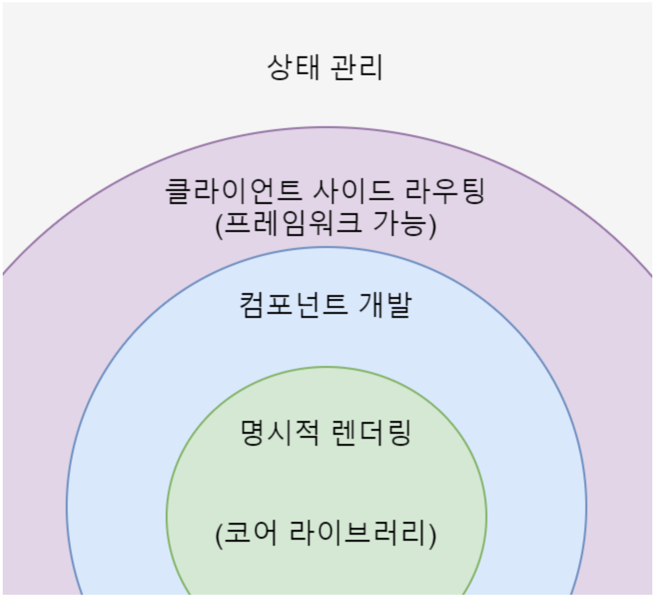 상태 관리
클라이언트 사이드 라우팅
(프레임워크 가능)
컴포넌트 개발
명시적 렌더링
(코어 라이브러리)